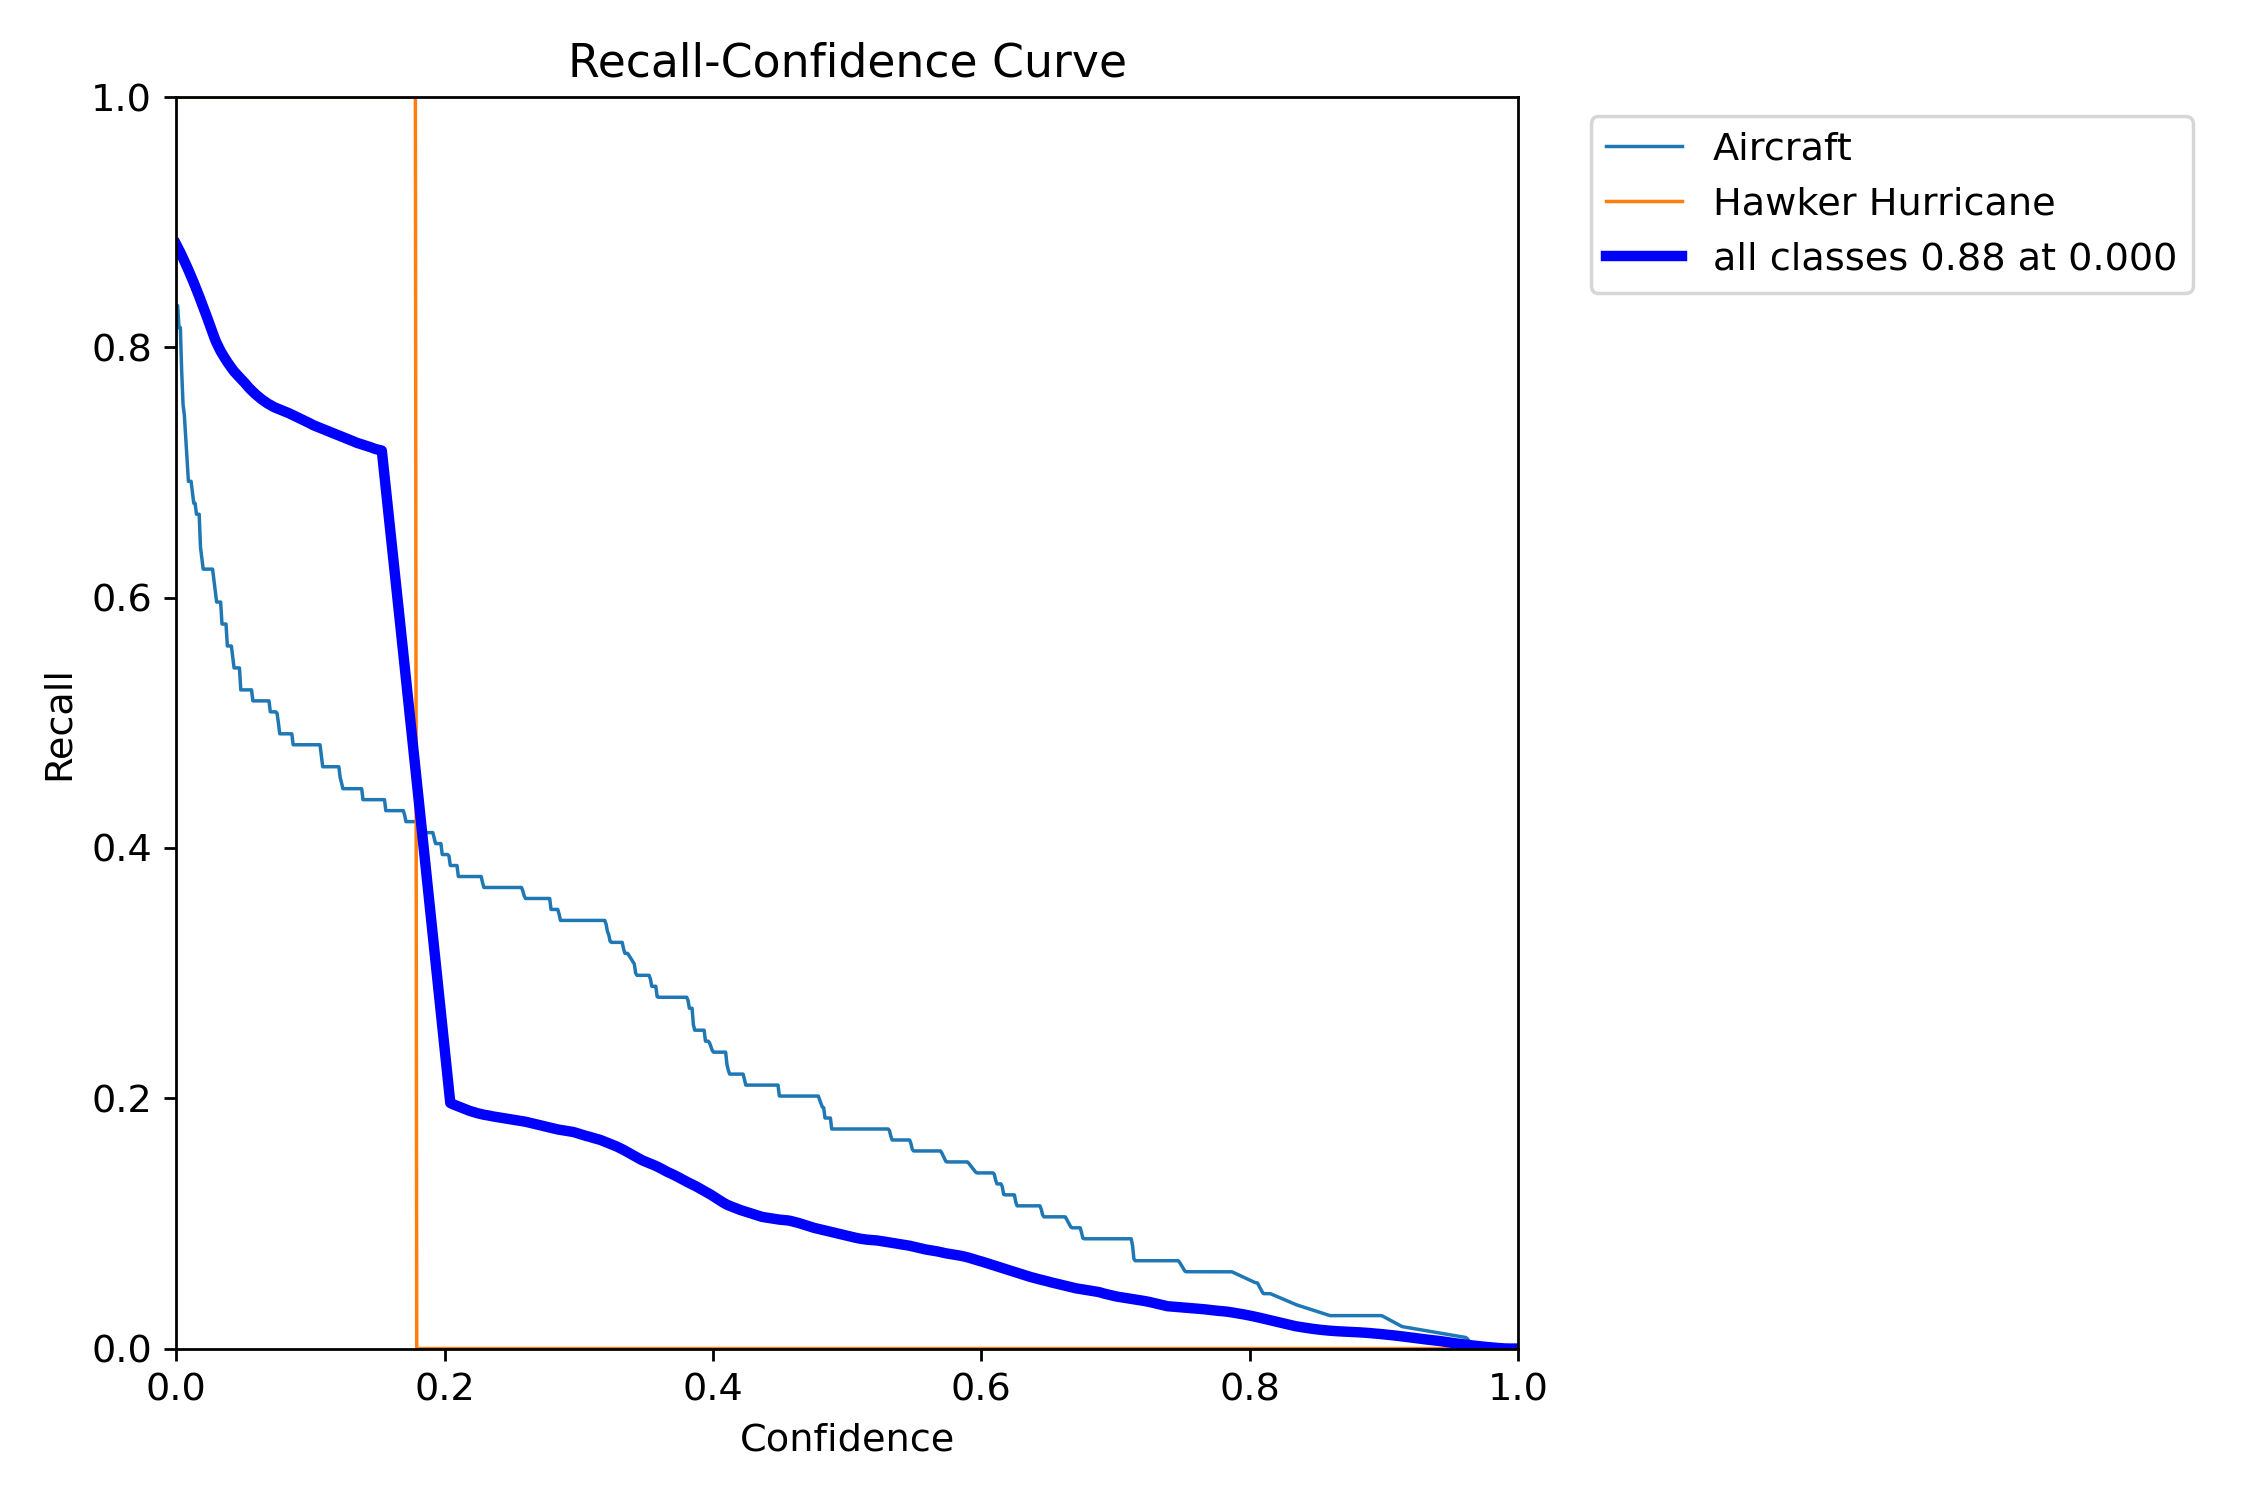 Recall-Confidence Curve
1.0
0.8
0.6
0.4
0.2
0.0
Recall
0.0 0.2 0.4 0.6 0.8 1.0
Confidence
Aircraft
Hawker Hurricane
all classes 0.88 at 0.000